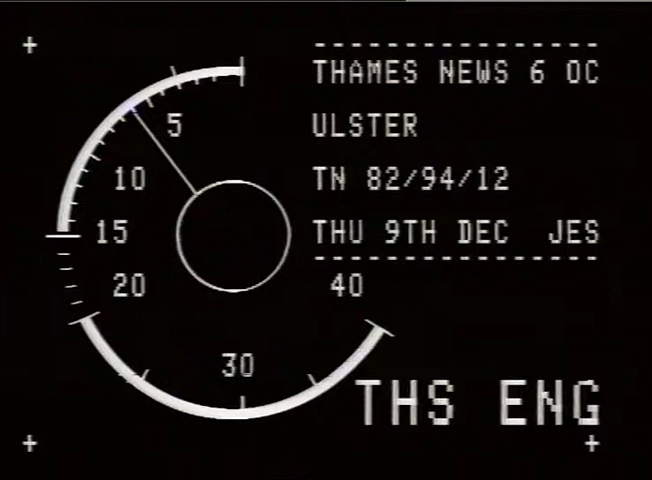 THAMES NEWS 6 OC
ULSTER
TN 82/94/12
THU 9TH DEC JES
5
10
15
20
30
40
THS ENG